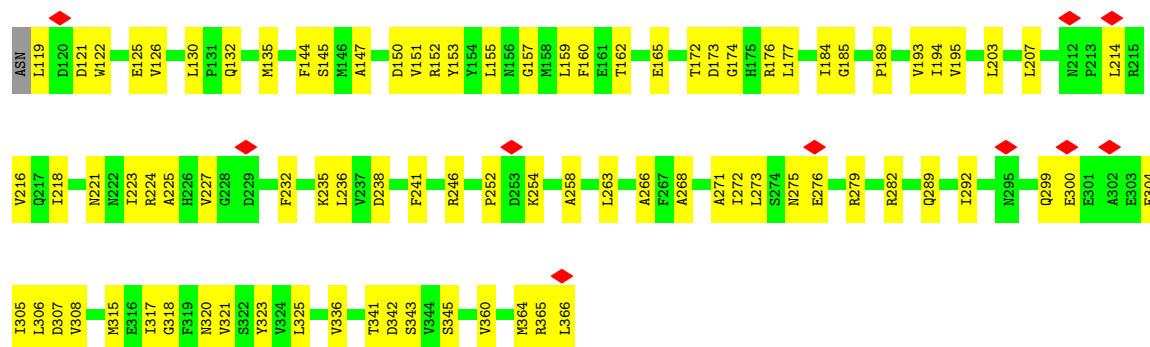 ASN L119 D120 D121 W122 E125 V126 L130 P131 Q132 M135 F144 S145 M146 A147 D150 V151 R152 Y153 Y154 L155 N156 G157 M158 L159 F160 E161 T162 E165 T172 D173 G174 H175 R176 L177 I184 G185 P189 V193 I194 V195 L203 L207 N212 P213 L214 R215
V216 Q217 I218 N221 N222 I223 R224 A225 H226 V227 G228 D229 F232 K235 L236 V237 D238 F241 R246 P252 D253 K254 A258 L263 A266 F267 A268 A271 I272 L273 S274 N275 E276 R279 R282 Q289 I292 N295 Q299 E300 E301 A302 E303 E304
I305 L306 D307 V308 M315 E316 I317 G318 F319 N320 V321 S322 Y323 V324 L325 V336 T341 D342 S343 V344 S345 V360 M364 R365 L366